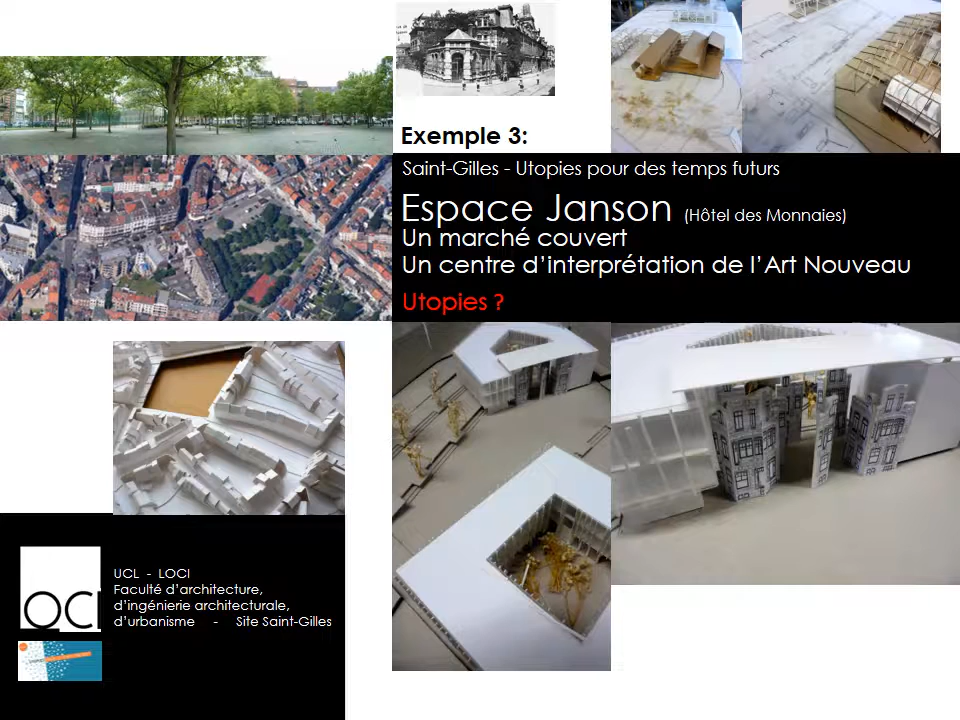 Exemple 3:
Saint-Gilles - Utopies pour des temps futurs
Espace Janson (Hôtel des Monnaies)
Un marché couvert
Un centre d’interprétation de l’Art Nouveau
Utopies ?
OCI
UCL - LOCI
Faculté d’architecture,
d’ingénierie architecturale,
d’urbanisme - Site Saint-Gilles